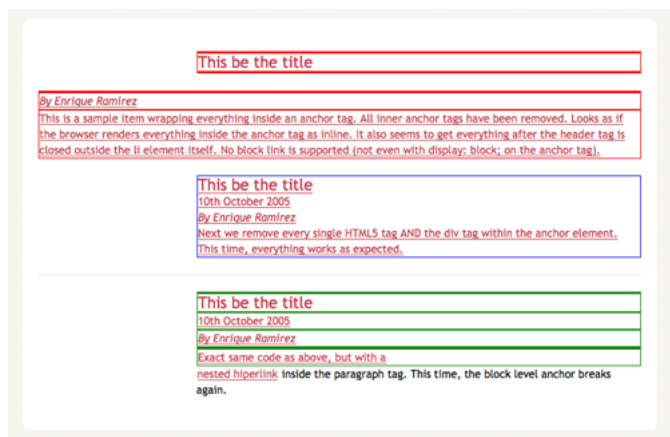 This be the title
By Enrique Ramírez
This is a sample item wrapping everything inside an anchor tag. All inner anchor tags have been removed. Looks as if
the browser renders everything inside the anchor tag as inline. It also seems to get everything after the header tag is
closed outside the li element itself. No block link is supported (not even with display: block; on the anchor tag).
This be the title
10th October 2005
By Enrique Ramírez
Next we remove every single HTML5 tag AND the div tag within the anchor element.
This time, everything works as expected.
This be the title
10th October 2005
By Enrique Ramírez
Exact same code as above, but with a
nested hiperlink inside the paragraph tag. This time, the block level anchor breaks
again.